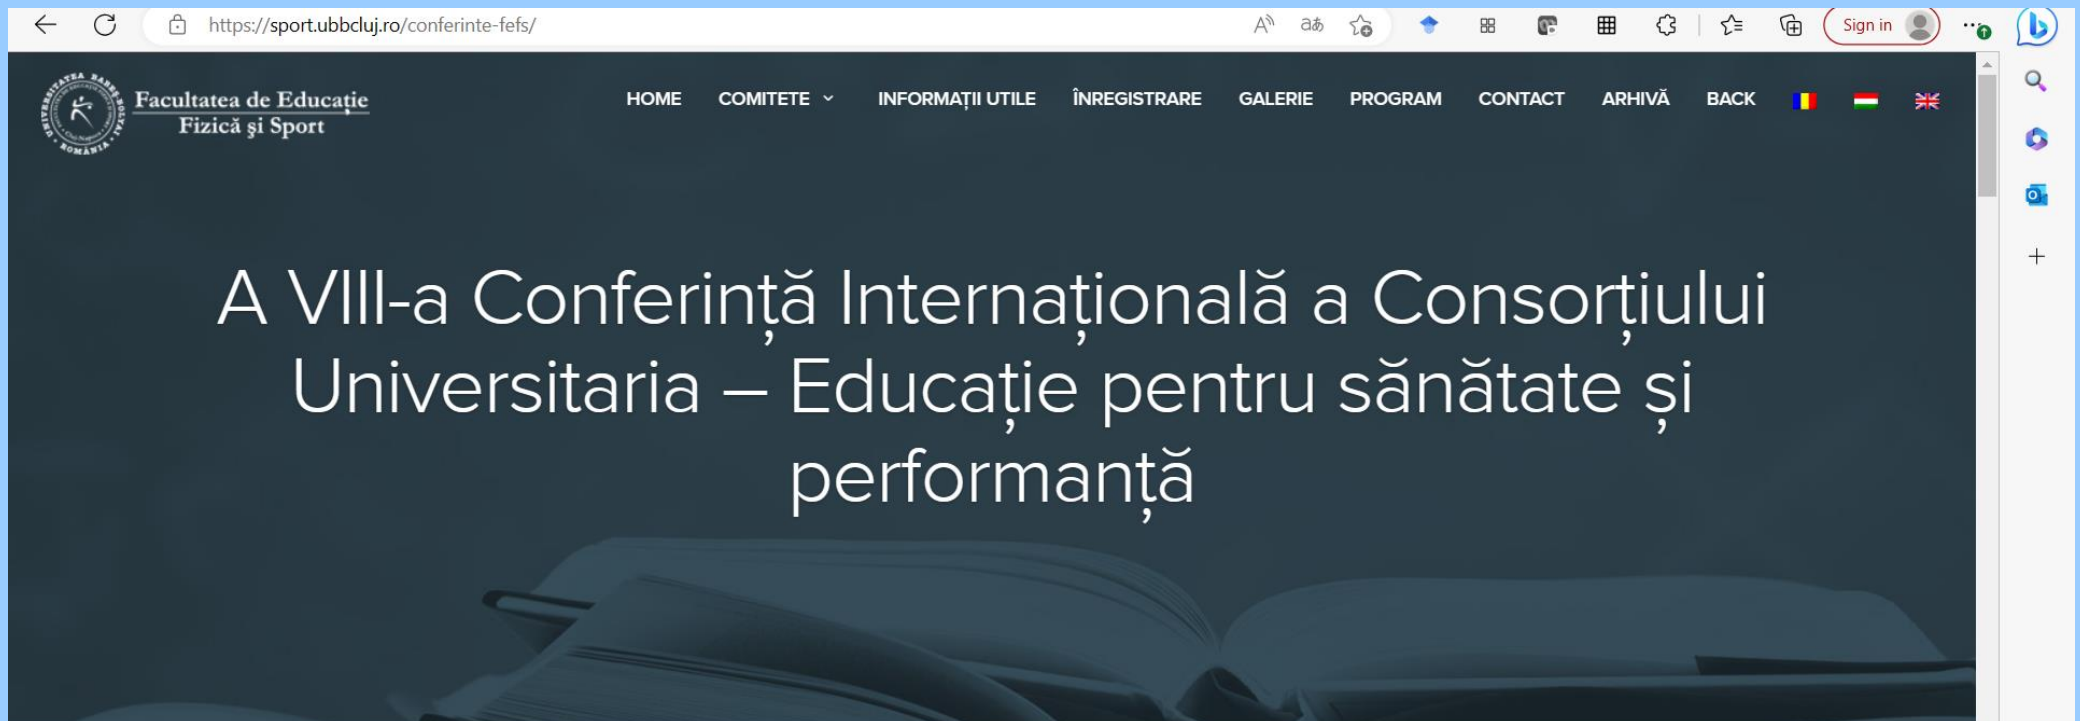 https://sport.ubbcluj.ro/conferinte-fefs/
Sign in
Facultatea de Educație
Fizică şi Sport
HOME COMITETE INFORMAȚII UTILE ÎNREGISTRARE GALERIE PROGRAM CONTACT ARHIVĂ BACK
A VIII-a Conferință Internațională a Consorțiului
Universitaria – Educație pentru sănătate și
performanță